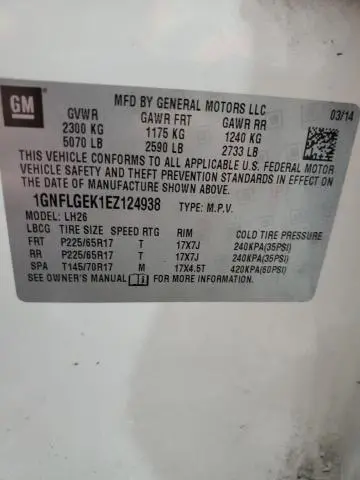 GM
MFD BY GENERAL MOTORS LLC 03/14
GVWR GAWR FRT GAWR RR
2300 KG 1175 KG 1240 KG
5070 LB 2590 LB 2733 LB
THIS VEHICLE CONFORMS TO ALL APPLICABLE U.S. FEDERAL MOTOR
VEHICLE SAFETY AND THEFT PREVENTION STANDARDS IN EFFECT ON
THE DATE OF MANUFACTURE SHOWN ABOVE.
1GNFLGEK1EZ124938 TYPE: M.P.V.
MODEL: LH26
LBCG TIRE SIZE SPEED RTG RIM COLD TIRE PRESSURE
FRT P225/65R17 T 17X7J 240KPA(35PSI)
RR P225/65R17 T 17X7J 240KPA(35PSI)
SPA T145/70R17 M 17X4.5T 420KPA(60PSI)
SEE OWNER'S MANUAL